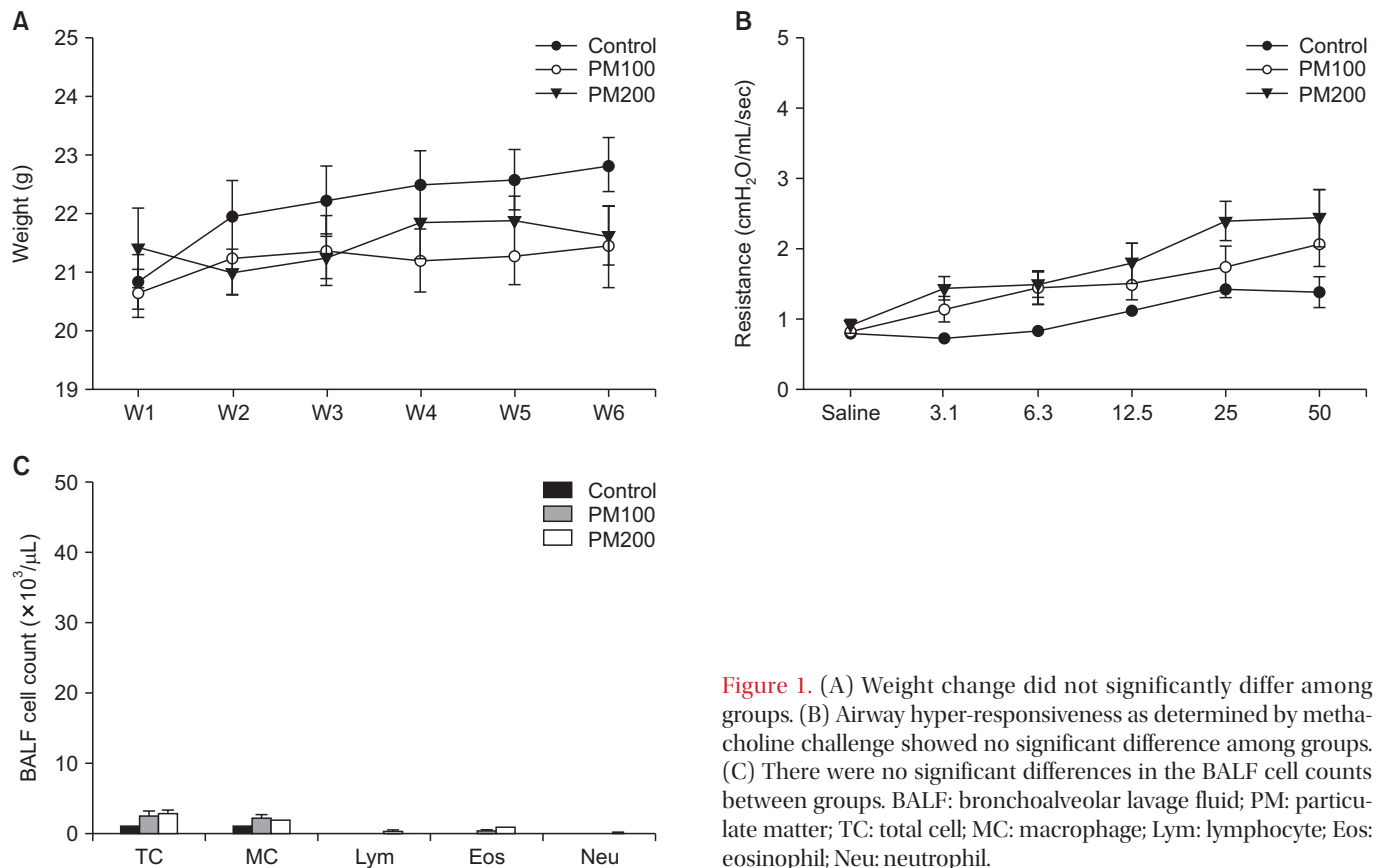 A
25
24
23
22
21
20
19
Weight (g)
W1 W2 W3 W4 W5 W6
Control
PM100
PM200
B
5
4
3
2
1
0
Resistance (cmH₂O/mL/sec)
Saline 3.1 6.3 12.5 25 50
Control
PM100
PM200
C
50
40
30
20
10
0
BALF cell count (×10³/μL)
TC MC Lym Eos Neu
Control
PM100
PM200
Figure 1. (A) Weight change did not significantly differ among
groups. (B) Airway hyper-responsiveness as determined by metha-
choline challenge showed no significant difference among groups.
(C) There were no significant differences in the BALF cell counts
between groups. BALF: bronchoalveolar lavage fluid; PM: particu-
late matter; TC: total cell; MC: macrophage; Lym: lymphocyte; Eos:
eosinophil; Neu: neutrophil.